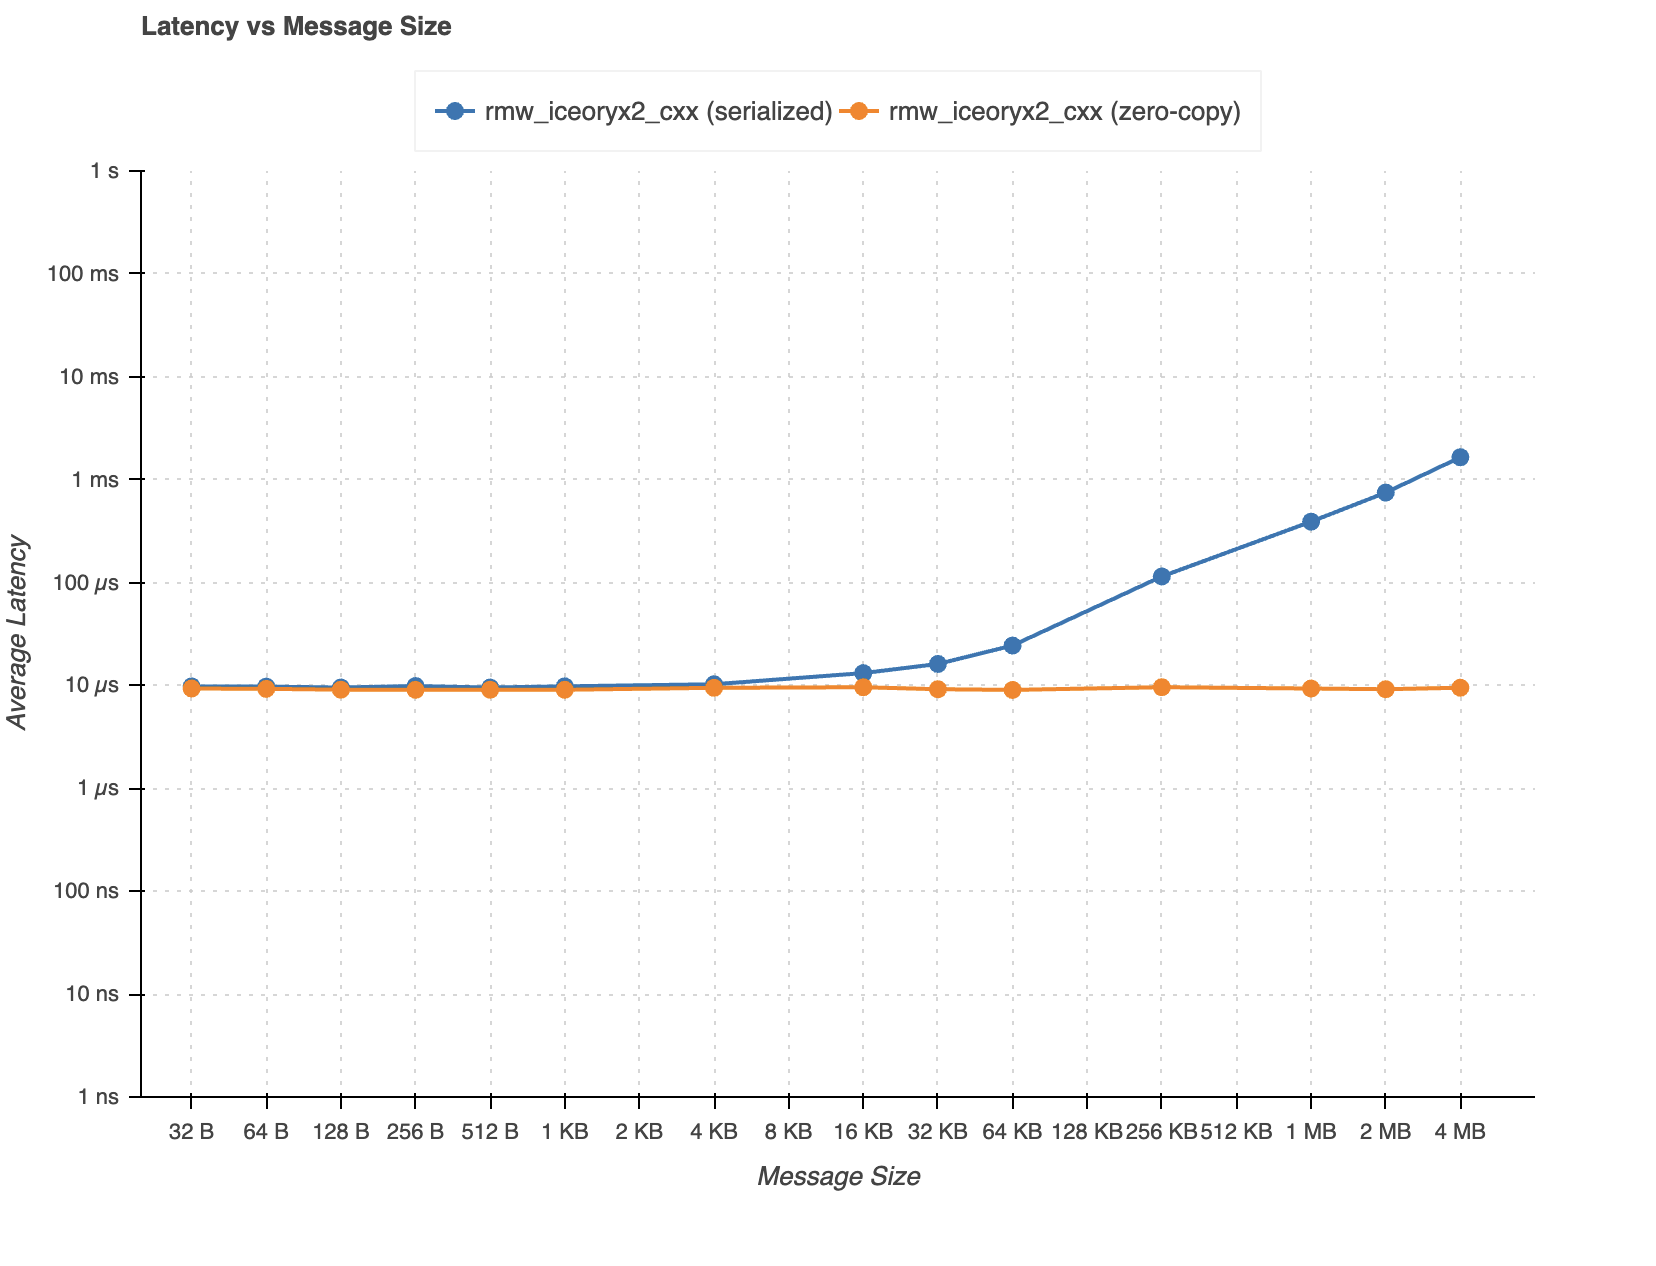 Latency vs Message Size
rmw_iceoryx2_cxx (serialized) rmw_iceoryx2_cxx (zero-copy)
1 s
100 ms
10 ms
1 ms
100 µs
10 µs
1 µs
100 ns
10 ns
1 ns
Average Latency
32 B 64 B 128 B 256 B 512 B 1 KB 2 KB 4 KB 8 KB 16 KB 32 KB 64 KB 128 KB 256 KB 512 KB 1 MB 2 MB 4 MB
Message Size